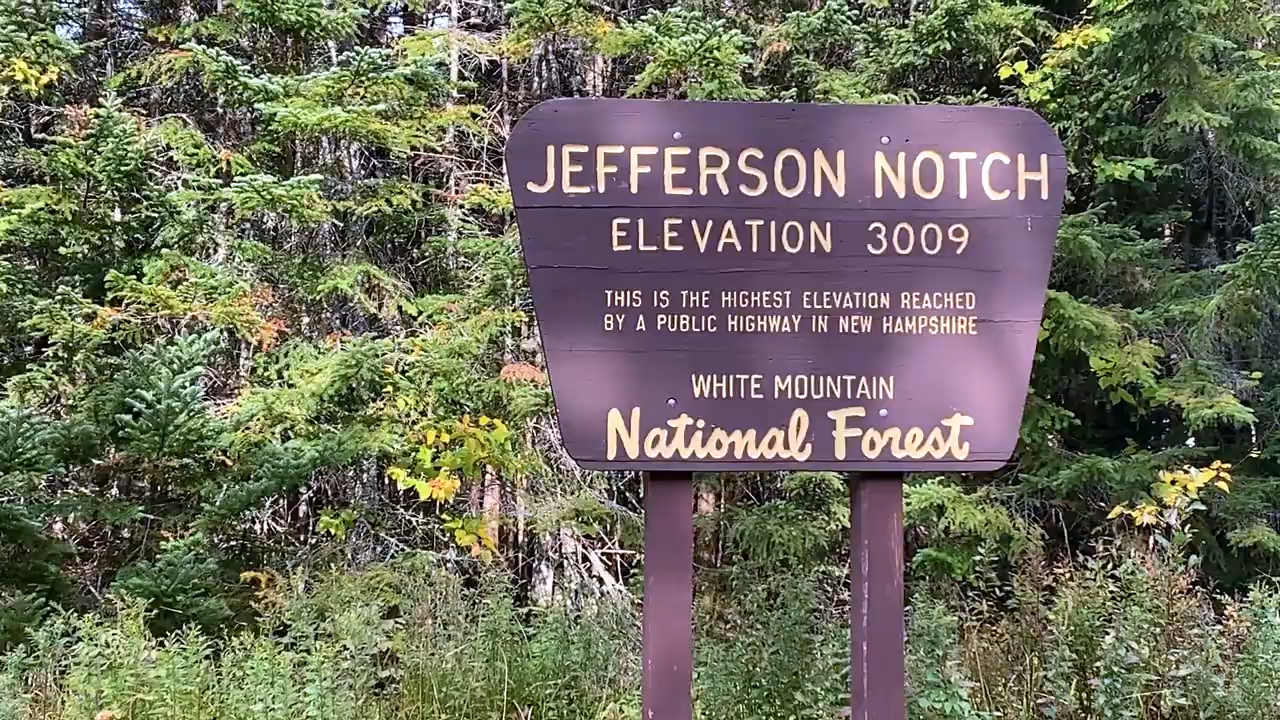 JEFFERSON NOTCH
ELEVATION 3009
THIS IS THE HIGHEST ELEVATION REACHED
BY A PUBLIC HIGHWAY IN NEW HAMPSHIRE
WHITE MOUNTAIN
National Forest